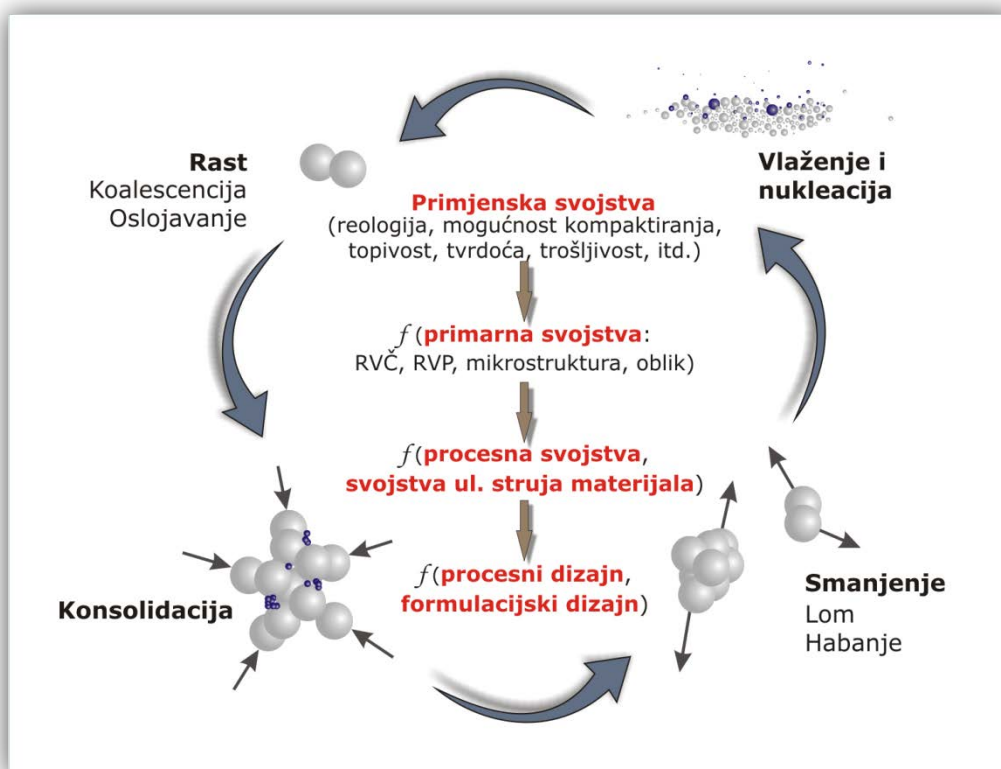 Rast
Koalescencija
Oslojavanje
Vlaženje i
nukleacija
Primjenska svojstva
(reologija, mogućnost kompaktiranja,
topivost, tvrdoća, trošljivost, itd.)
f(primarna svojstva:
RVČ, RVP, mikrostruktura, oblik)
f(procesna svojstva,
svojstva ul. struja materijala)
f(procesni dizajn,
formulacijski dizajn)
Konsolidacija
Smanjenje
Lom
Habanje